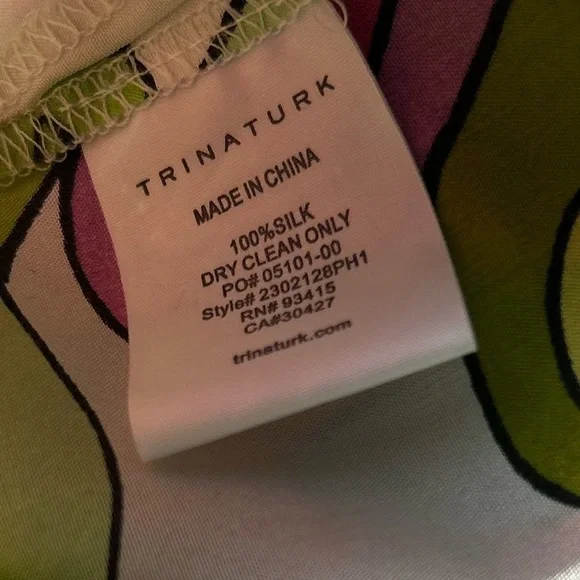 TRINATURK
MADE IN CHINA
100%SILK
DRY CLEAN ONLY
PO# 05101-00
Style# 2302128PH1
RN# 93415
CA#30427
trinaturk.com